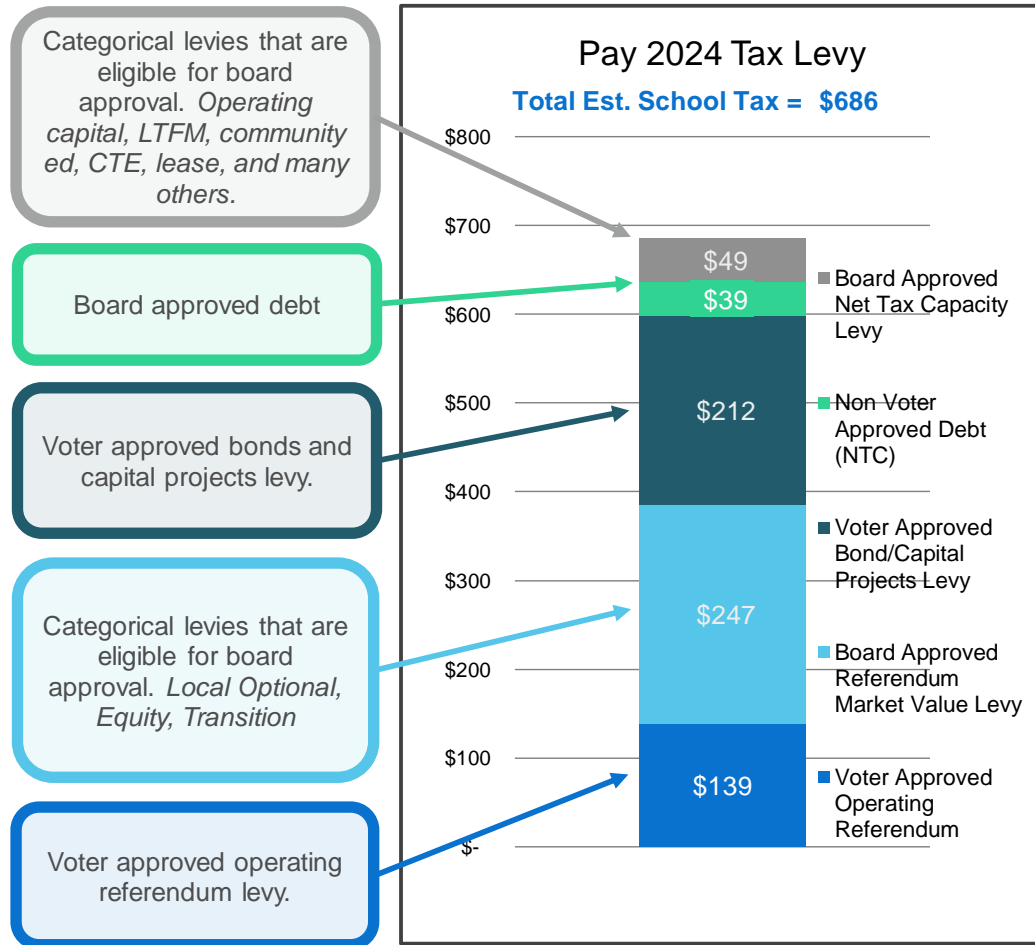 Categorical levies that are
eligible for board
approval. Operating
capital, LTFM, community
ed, CTE, lease, and many
others.
Board approved debt
Voter approved bonds and
capital projects levy.
Categorical levies that are
eligible for board
approval. Local Optional,
Equity, Transition
Voter approved operating
referendum levy.
Pay 2024 Tax Levy
Total Est. School Tax = $686
$800
$700
$600
$500
$400
$300
$200
$100
$-
$49
$39
$212
$247
$139
Board Approved
Net Tax Capacity
Levy
Non Voter
Approved Debt
(NTC)
Voter Approved
Bond/Capital
Projects Levy
Board Approved
Referendum
Market Value Levy
Voter Approved
Operating
Referendum